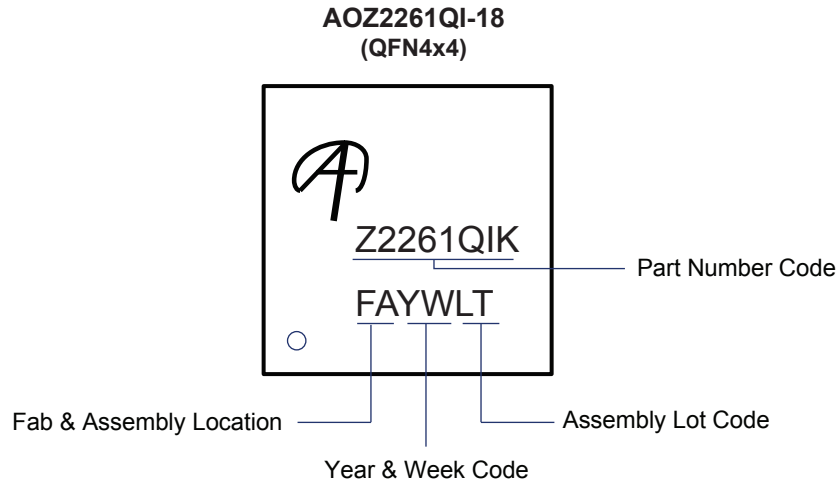 AOZ2261QI-18
(QFN4x4)
Z2261QIK
Part Number Code
FAYWLT
Fab & Assembly Location
Assembly Lot Code
Year & Week Code